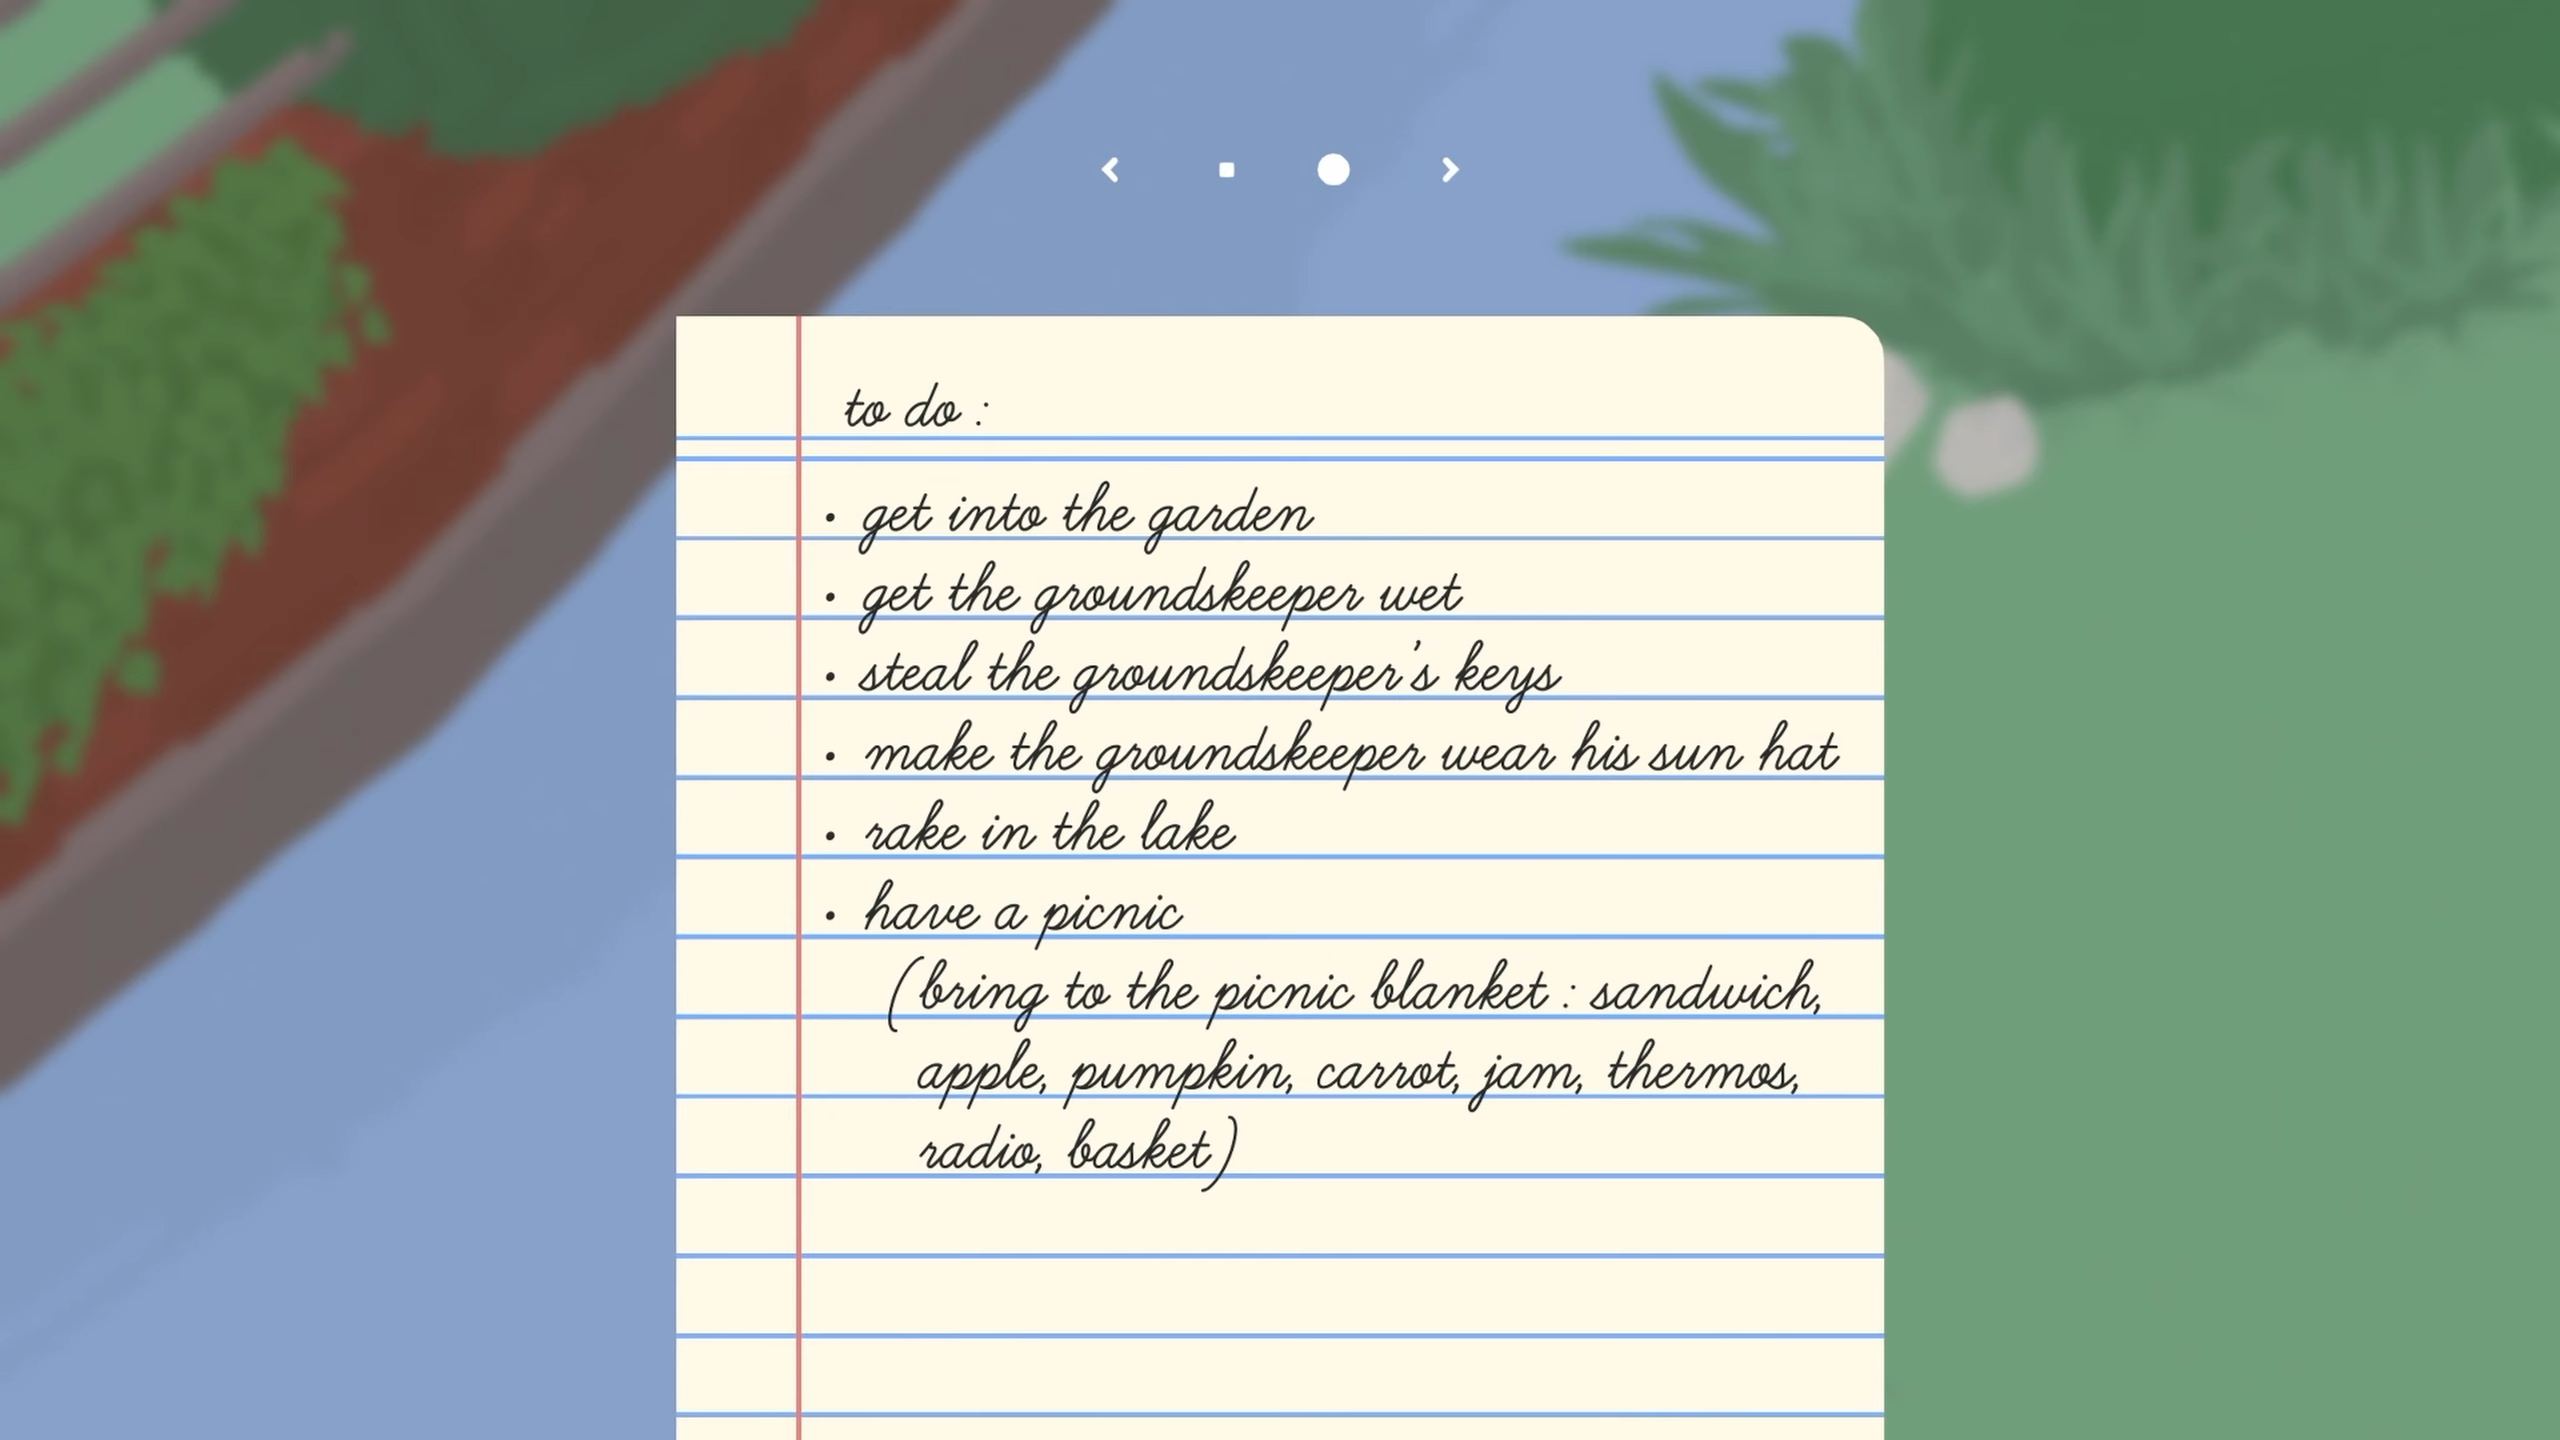 to do :
• get into the garden
• get the groundskeeper wet
• steal the groundskeeper's keys
• make the groundskeeper wear his sun hat
• rake in the lake
• have a picnic
(bring to the picnic blanket : sandwich,
apple, pumpkin, carrot, jam, thermos,
radio, basket)